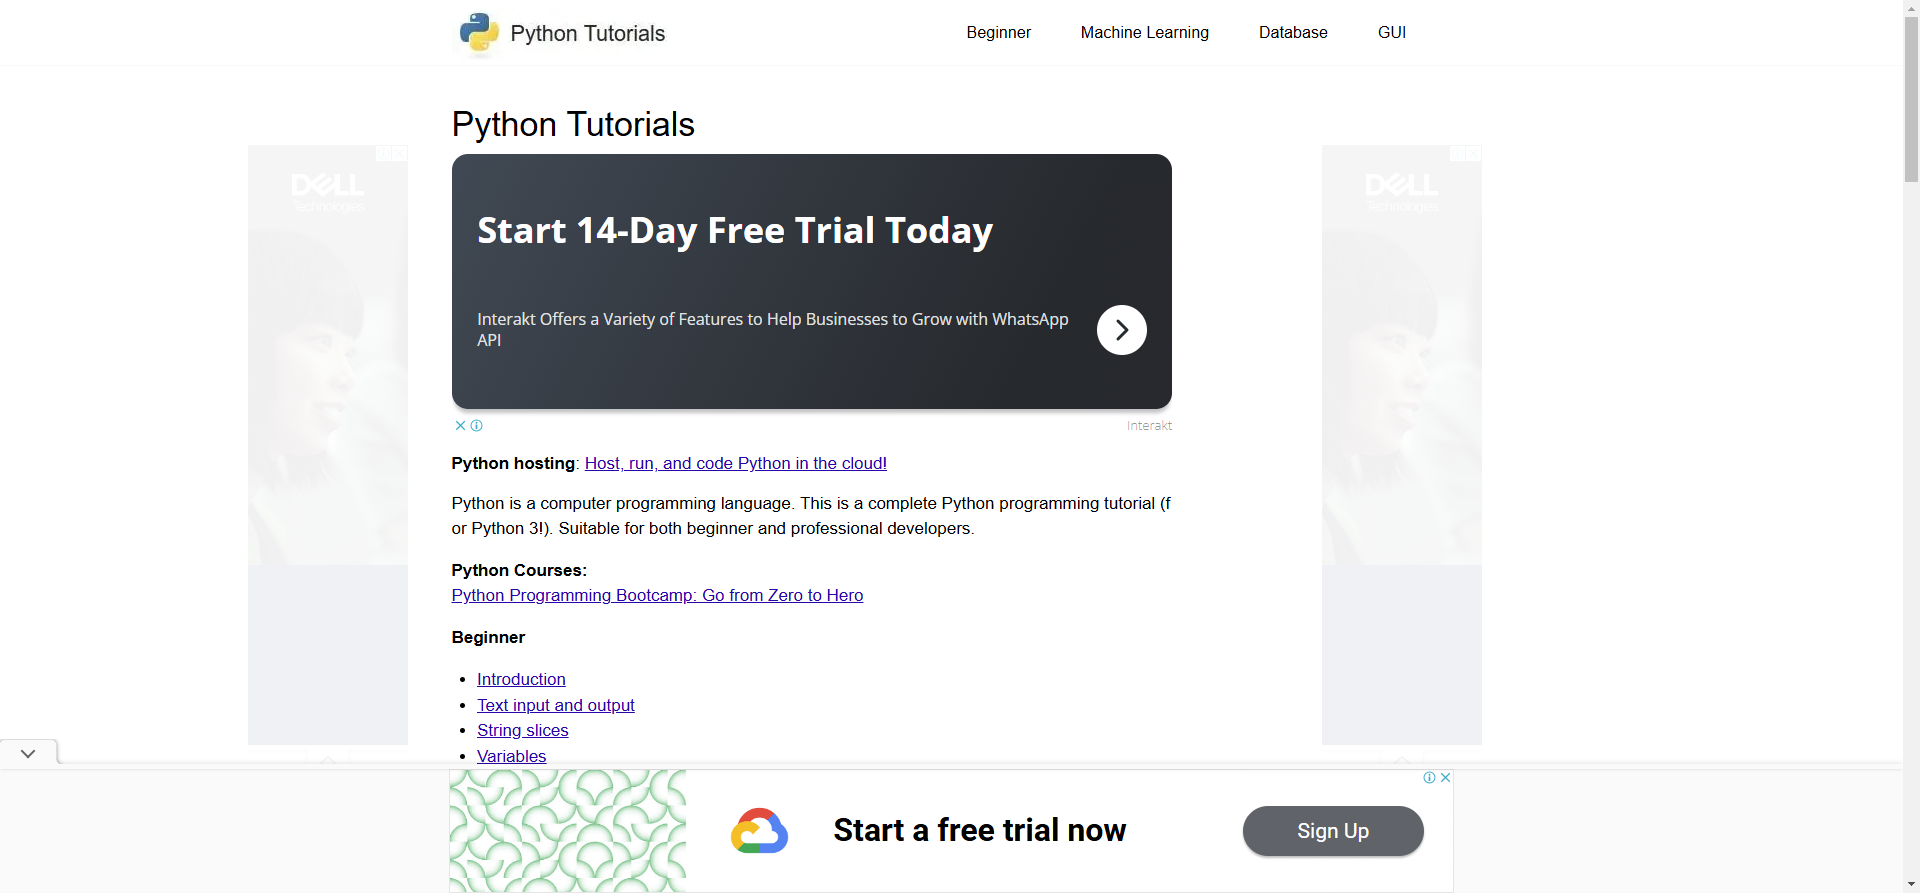 Python Tutorials
Beginner
Machine Learning
Database
GUI
Python Tutorials
DELL
Technologies
DELL
Technologies
Start 14-Day Free Trial Today
Interakt Offers a Variety of Features to Help Businesses to Grow with WhatsApp
API
Interakt
Python hosting: Host, run, and code Python in the cloud!
Python is a computer programming language. This is a complete Python programming tutorial (f
or Python 3!). Suitable for both beginner and professional developers.
Python Courses:
Python Programming Bootcamp: Go from Zero to Hero
Beginner
Introduction
Text input and output
String slices
Variables
Start a free trial now
Sign Up